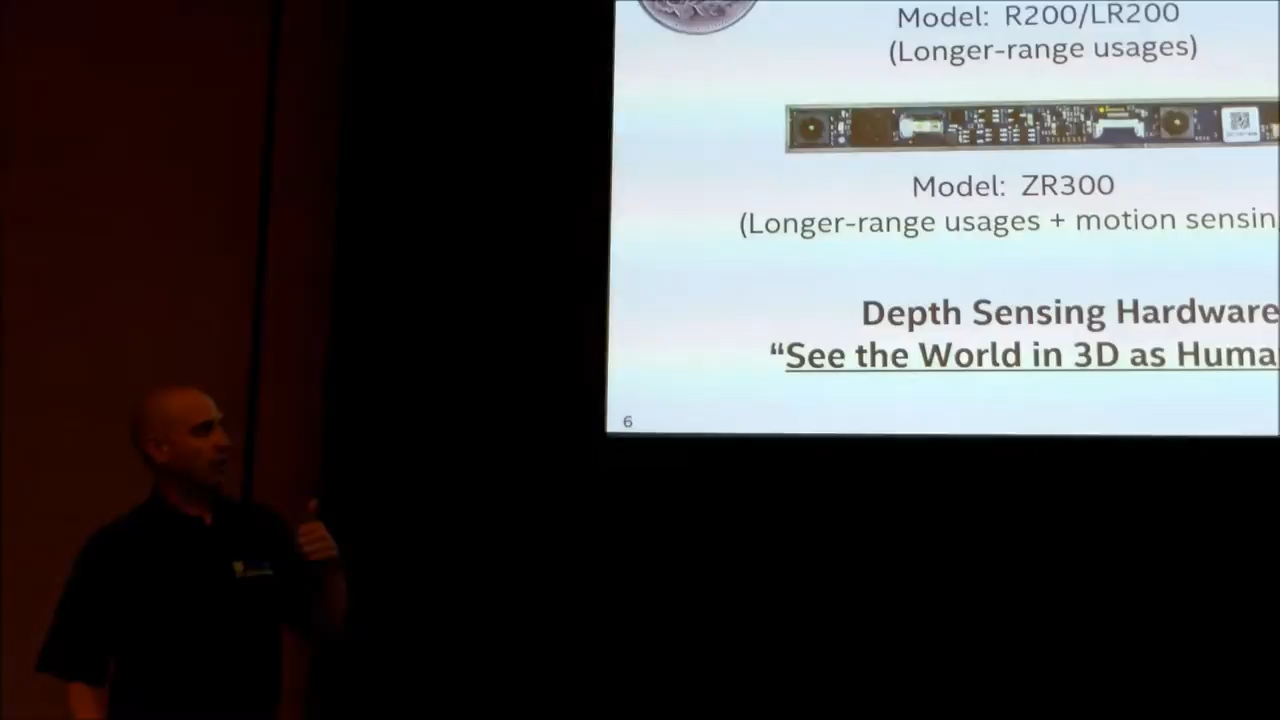 Model: R200/LR200
(Longer-range usages)
Model: ZR300
(Longer-range usages + motion sensin
Depth Sensing Hardware
“See the World in 3D as Huma
6